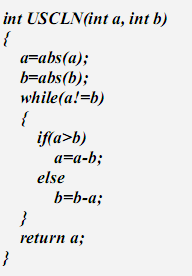 int USCLN(int a, int b)
{
a=abs(a);
b=abs(b);
while(a!=b)
{
if(a>b)
a=a-b;
else
b=b-a;
}
return a;
}